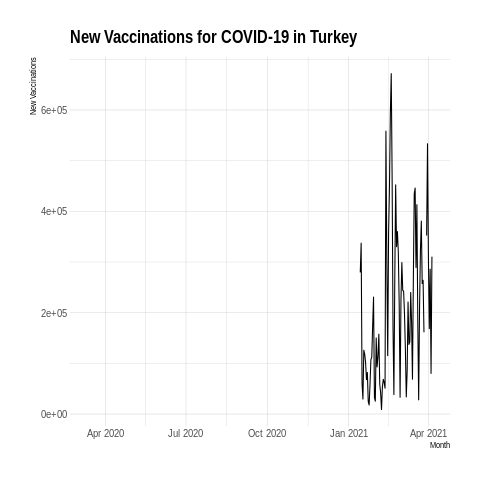 New Vaccinations for COVID-19 in Turkey
New Vaccinations
6e+05
4e+05
2e+05
0e+00
Apr 2020
Jul 2020
Oct 2020
Jan 2021
Apr 2021
Month